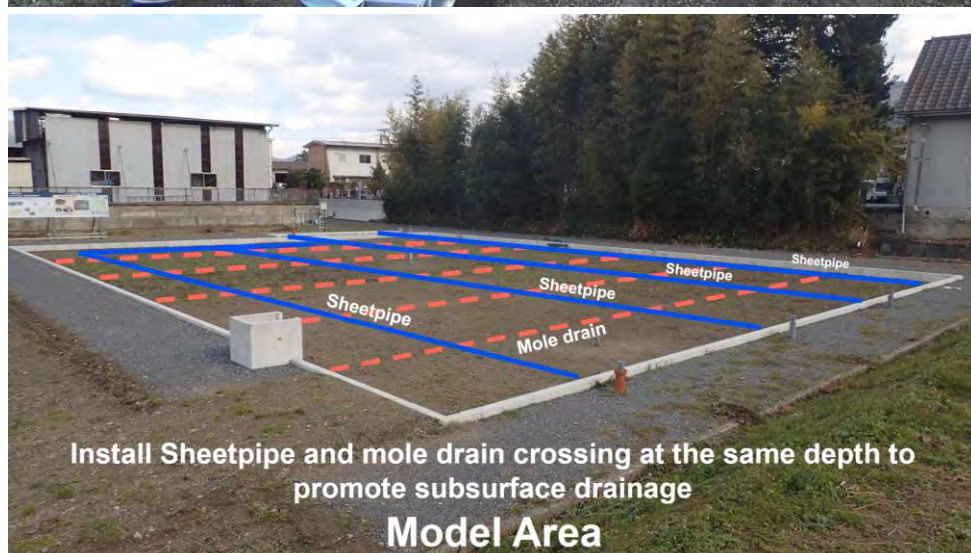 Sheetpipe
Sheetpipe
Sheetpipe
Sheetpipe
Mole drain
Install Sheetpipe and mole drain crossing at the same depth to
promote subsurface drainage
Model Area